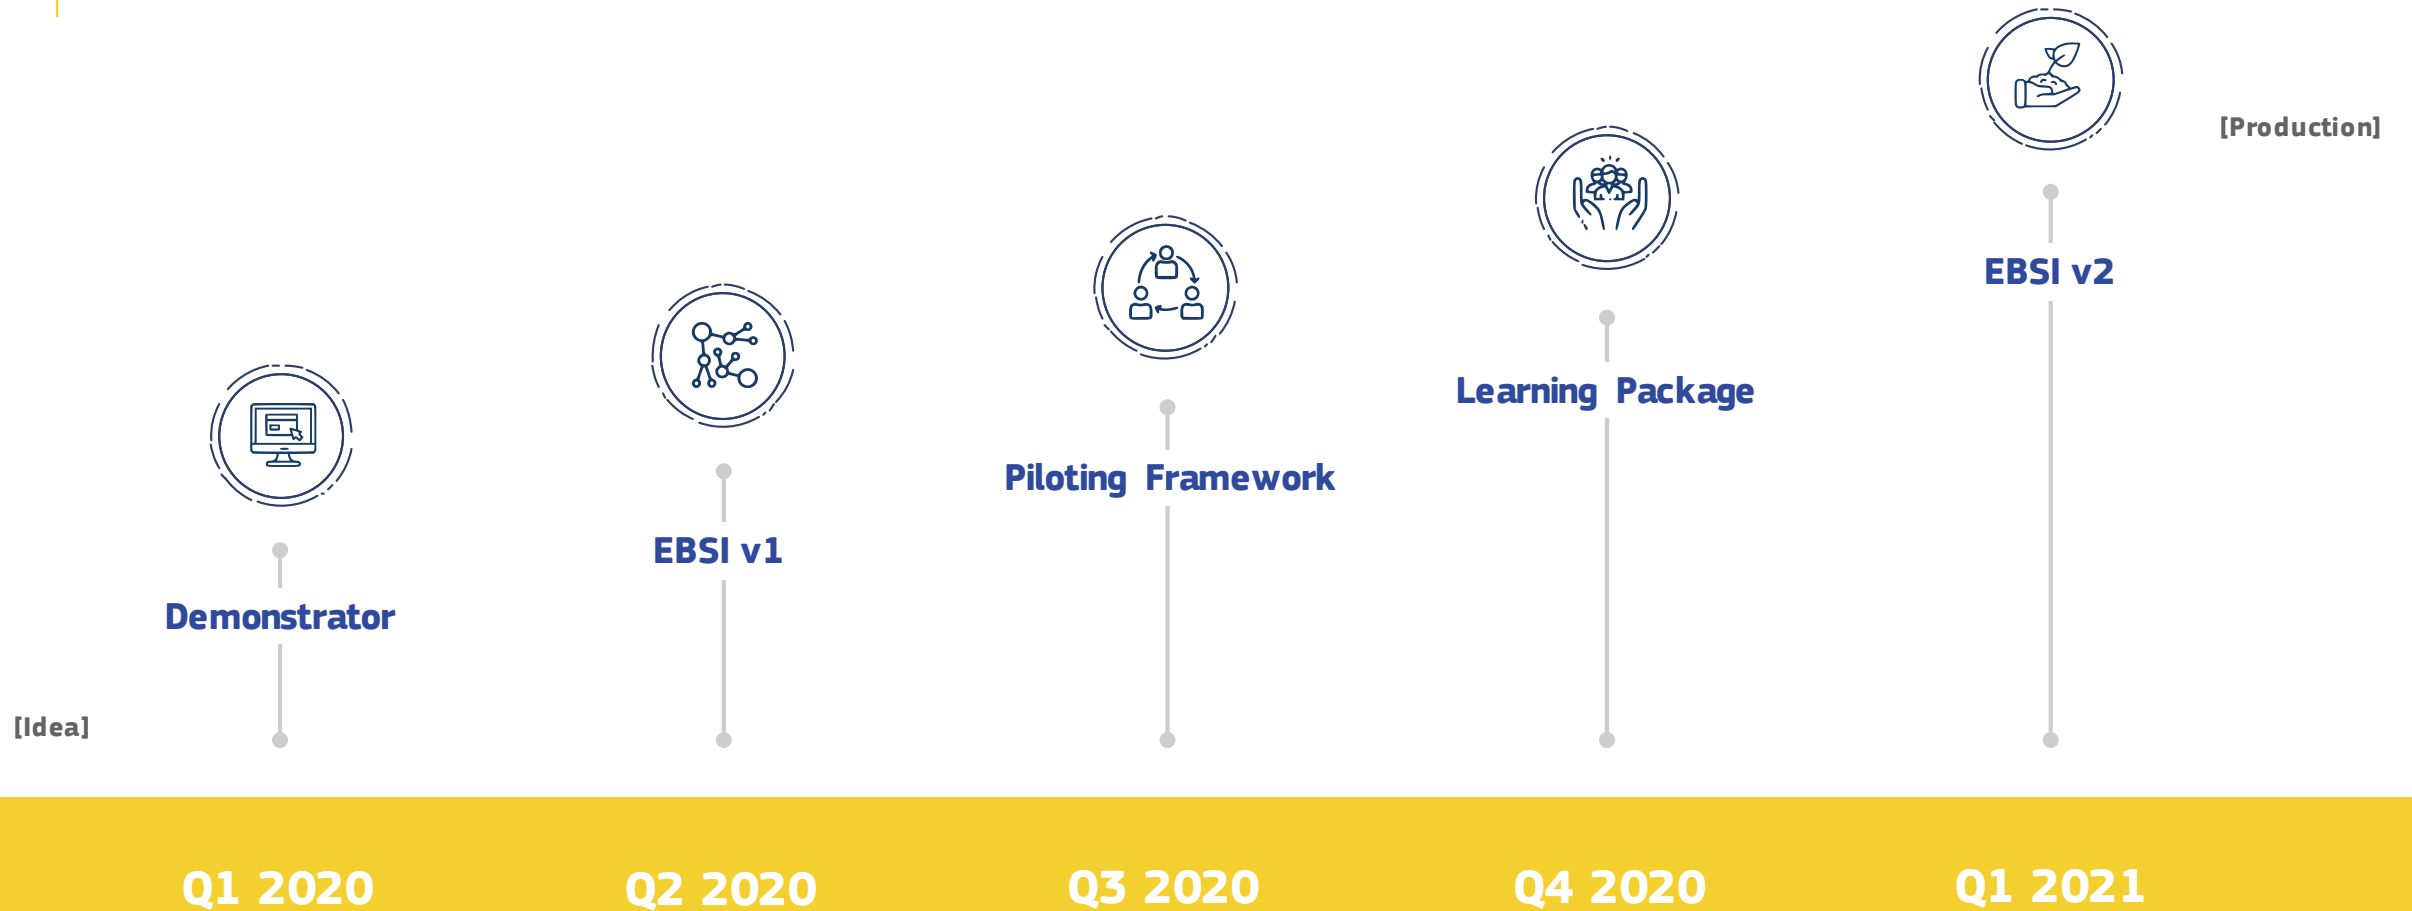 [Production]
EBSI v2
Learning Package
Piloting Framework
EBSI v1
Demonstrator
[Idea]
Q1 2020
Q2 2020
Q3 2020
Q4 2020
Q1 2021